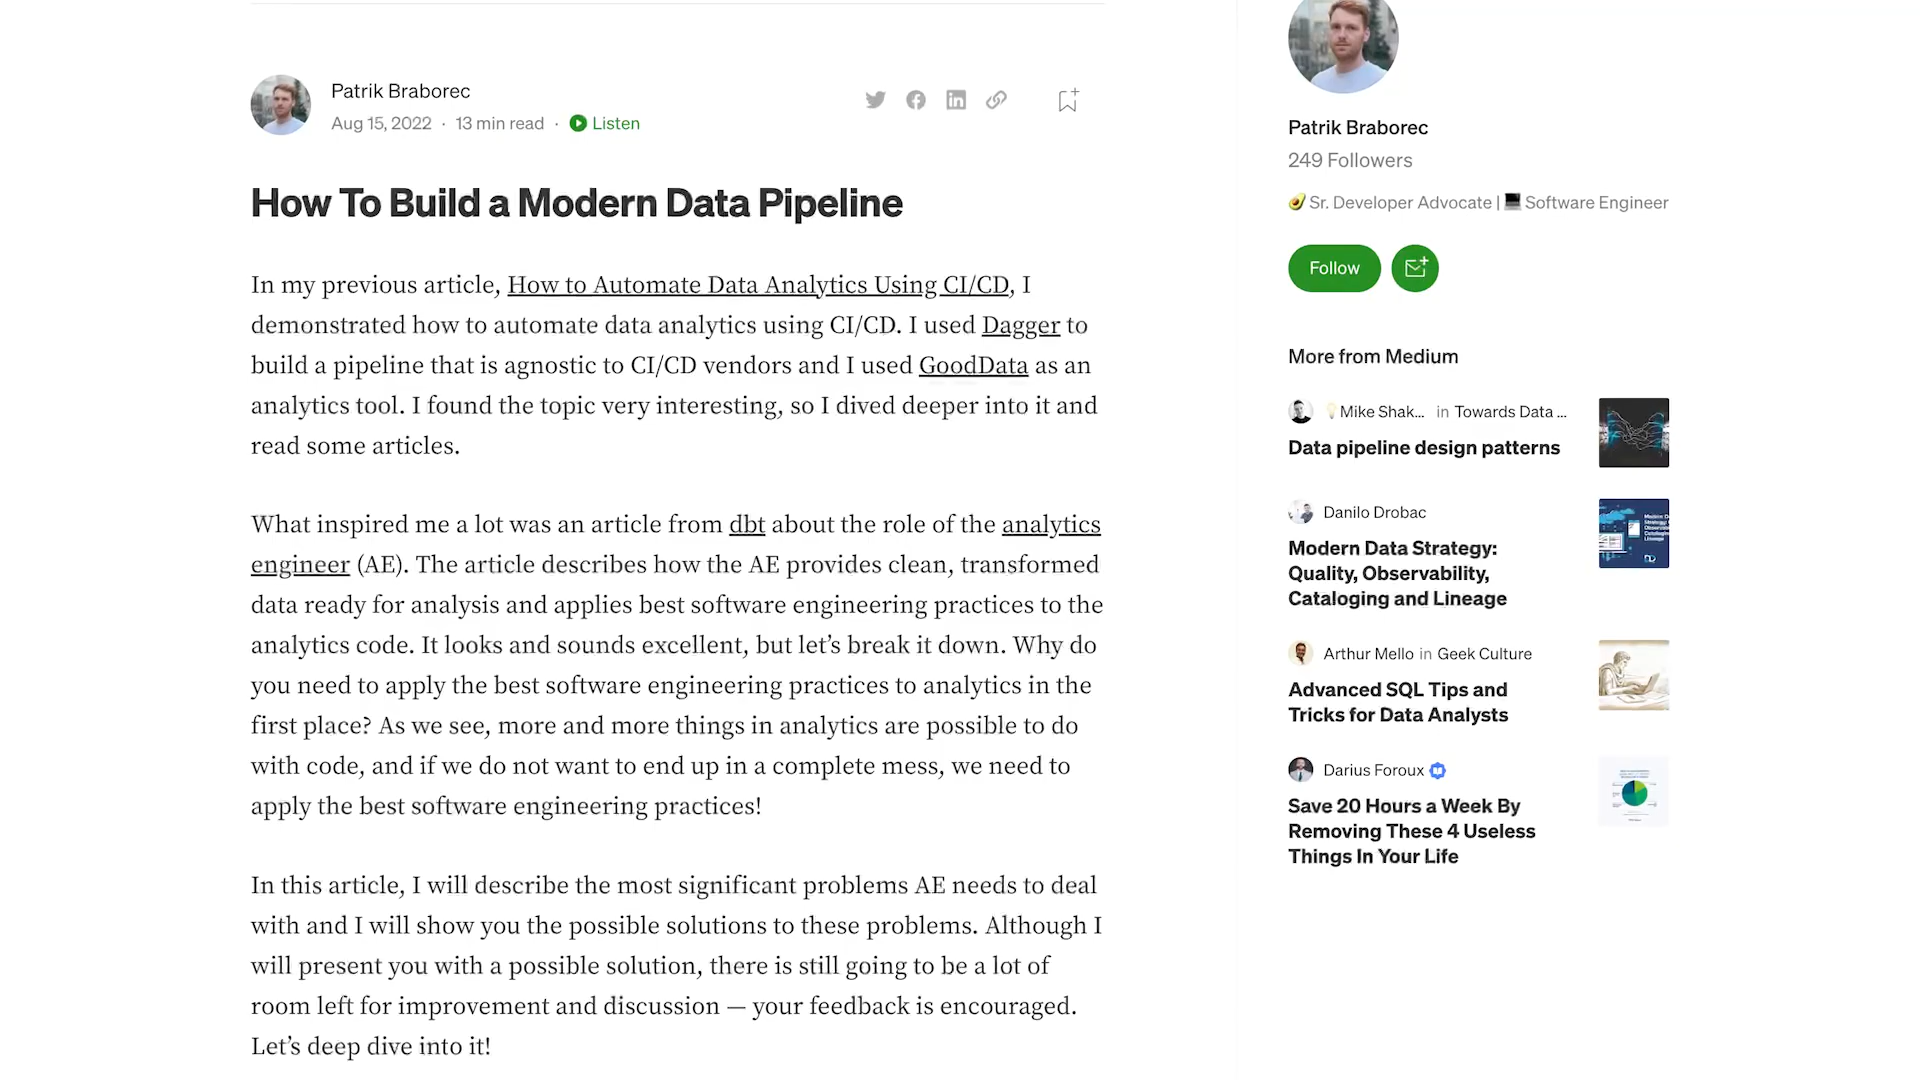 Patrik Braborec
Aug 15, 2022 · 13 min read · Listen
How To Build a Modern Data Pipeline
In my previous article, How to Automate Data Analytics Using CI/CD, I
demonstrated how to automate data analytics using CI/CD. I used Dagger to
build a pipeline that is agnostic to CI/CD vendors and I used GoodData as an
analytics tool. I found the topic very interesting, so I dived deeper into it and
read some articles.
What inspired me a lot was an article from dbt about the role of the analytics
engineer (AE). The article describes how the AE provides clean, transformed
data ready for analysis and applies best software engineering practices to the
analytics code. It looks and sounds excellent, but let’s break it down. Why do
you need to apply the best software engineering practices to analytics in the
first place? As we see, more and more things in analytics are possible to do
with code, and if we do not want to end up in a complete mess, we need to
apply the best software engineering practices!
In this article, I will describe the most significant problems AE needs to deal
with and I will show you the possible solutions to these problems. Although I
will present you with a possible solution, there is still going to be a lot of
room left for improvement and discussion — your feedback is encouraged.
Let’s deep dive into it!
Patrik Braborec
249 Followers
🥑 Sr. Developer Advocate | 💻 Software Engineer
Follow
More from Medium
💡Mike Shak... in Towards Data ...
Data pipeline design patterns
Danilo Drobac
Modern Data Strategy:
Quality, Observability,
Cataloging and Lineage
Arthur Mello in Geek Culture
Advanced SQL Tips and
Tricks for Data Analysts
Darius Foroux
Save 20 Hours a Week By
Removing These 4 Useless
Things In Your Life